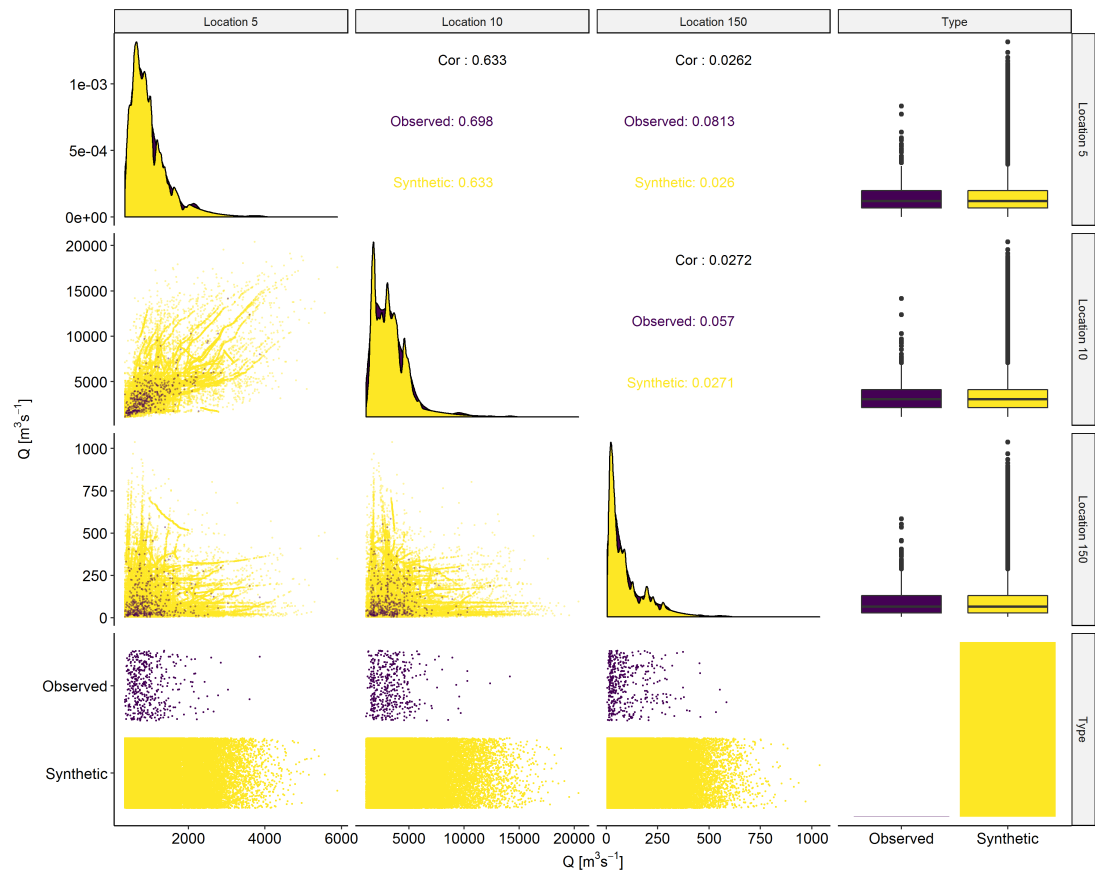 Location 5
Location 10
Location 150
Type
1e-03
5e-04
0e+00
Cor : 0.633
Observed: 0.698
Synthetic: 0.633
Cor : 0.0262
Observed: 0.0813
Synthetic: 0.026
Location 5
20000
15000
10000
5000
Cor : 0.0272
Observed: 0.057
Synthetic: 0.0271
Location 10
Q [m³s⁻¹]
1000
750
500
250
0
Location 150
Observed
Synthetic
Type
2000 4000 6000
5000 10000 15000 20000
0 250 500 750 1000
Observed Synthetic
Q [m³s⁻¹]